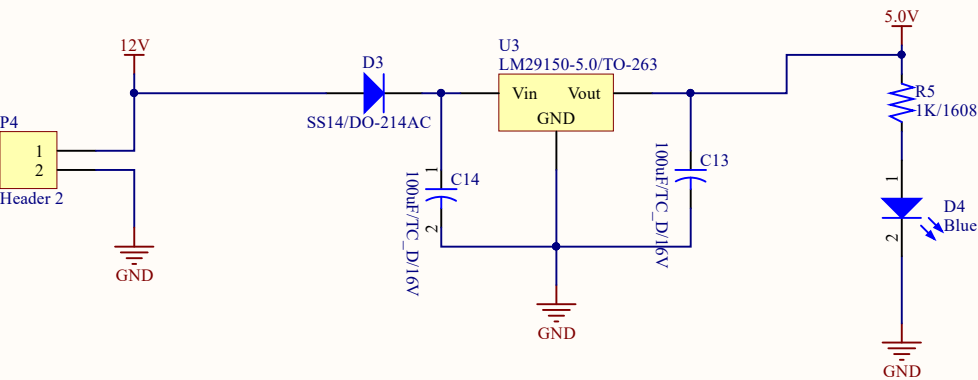 5.0V
12V
U3
LM29150-5.0/TO-263
D3
Vin
Vout
GND
R5
1K/1608
SS14/DO-214AC
P4
1
2
Header 2
1
C14
100uF/TC_D/16V
2
C13
100uF/TC_D/16V
1
D4
Blue
2
GND
GND
GND